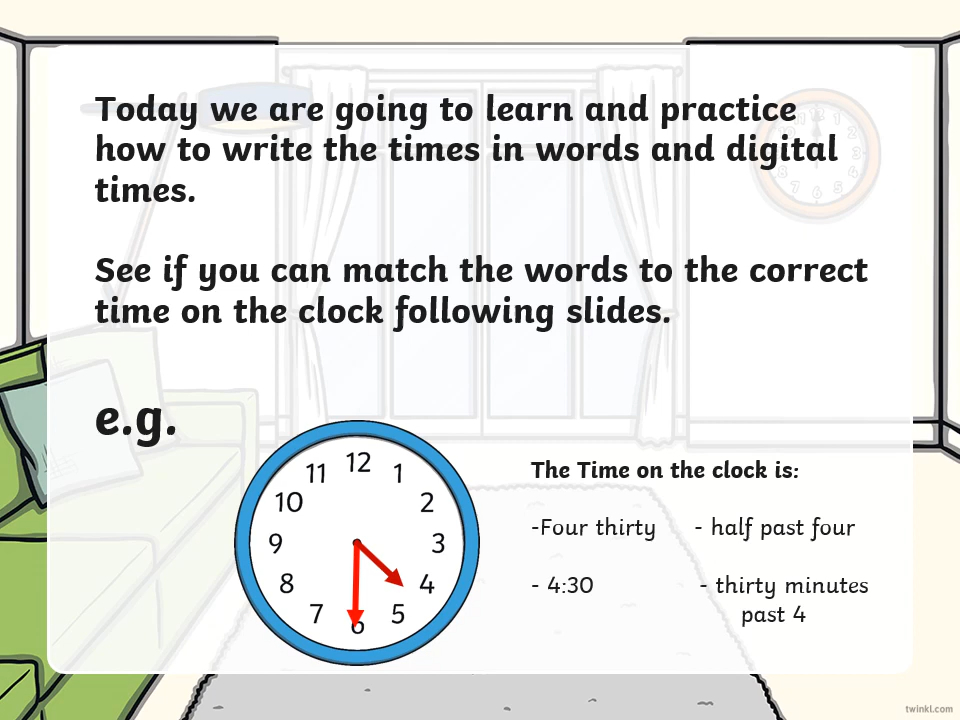 Today we are going to learn and practice
how to write the times in words and digital
times.
See if you can match the words to the correct
time on the clock following slides.
e.g.
12
11
1
10
2
9
3
8
4
7
5
6
The Time on the clock is:
-Four thirty - half past four
- 4:30 - thirty minutes
past 4
twinkl.com